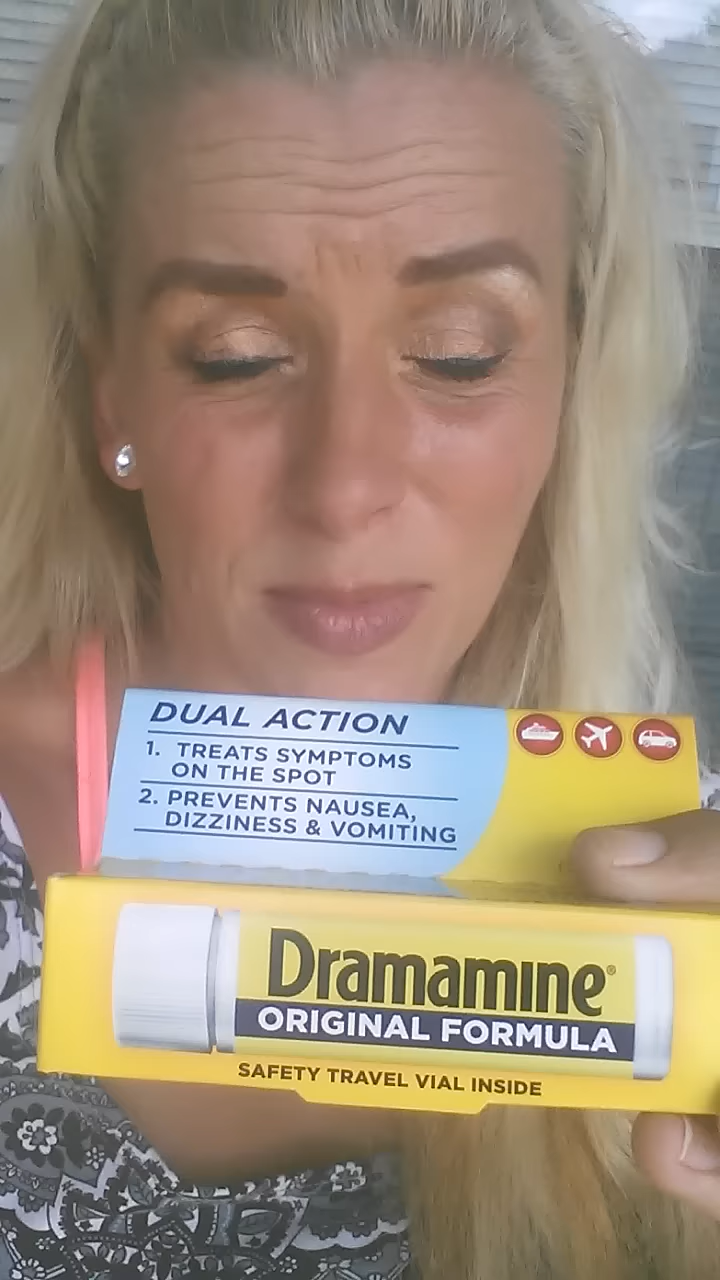 DUAL ACTION
1. TREATS SYMPTOMS
ON THE SPOT
2. PREVENTS NAUSEA,
DIZZINESS & VOMITING
Dramamine®
ORIGINAL FORMULA
SAFETY TRAVEL VIAL INSIDE